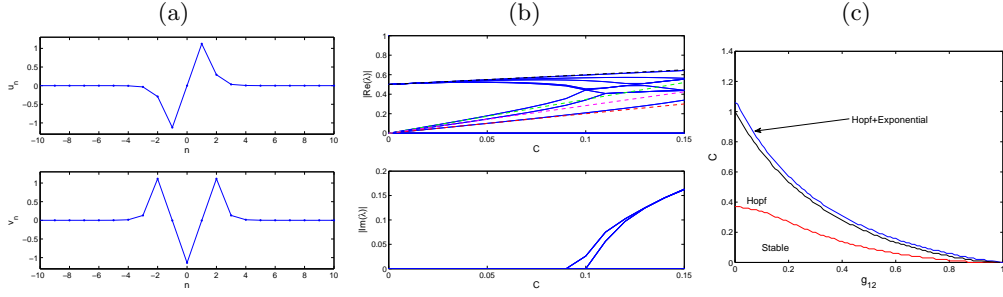 (a)
1
0.5
0
-0.5
-1
u_n
−10 −8 −6 −4 −2 0 2 4 6 8 10
n
1
0.5
0
-0.5
-1
v_n
−10 −8 −6 −4 −2 0 2 4 6 8 10
n
(b)
1
0.8
0.6
0.4
0.2
0
|Re(λ)|
0 0.05 0.1 0.15
C
0.2
0.15
0.1
0.05
0
|Im(λ)|
0 0.05 0.1 0.15
C
(c)
1.4
1.2
1
0.8
0.6
0.4
0.2
0
C
Hopf+Exponential
Hopf
Stable
0 0.2 0.4 0.6 0.8 1
g_12